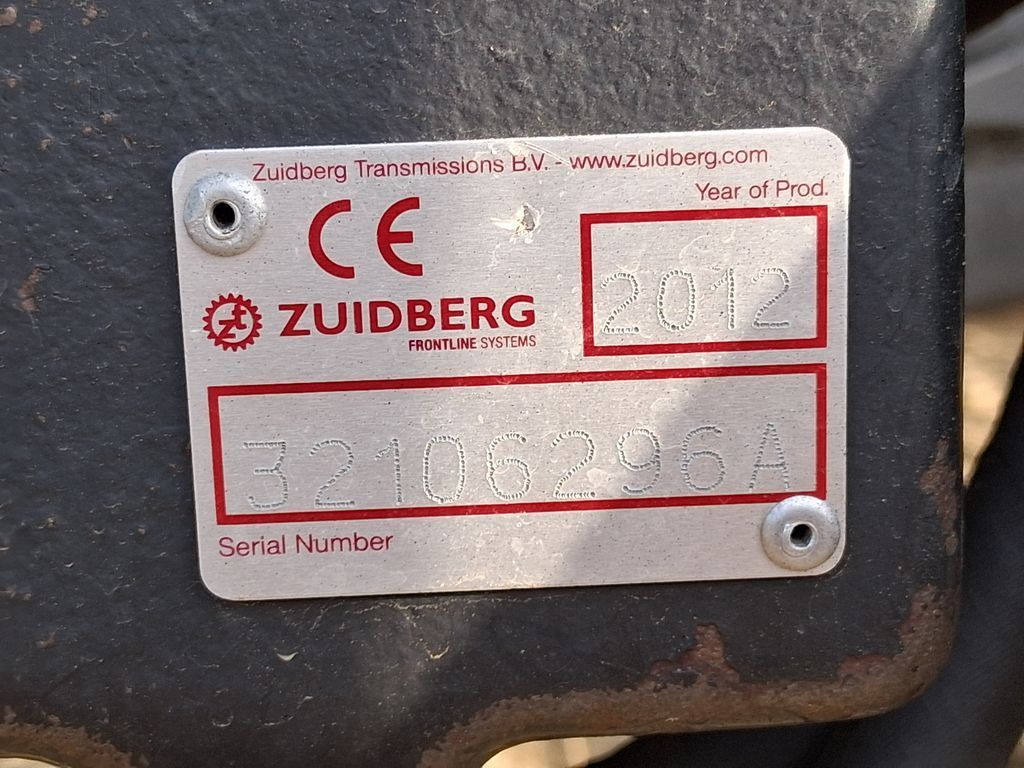 Zuidberg Transmissions B.V. - www.zuidberg.com
Year of Prod.
CE
2012
ZUIDBERG
FRONTLINE SYSTEMS
32106296A
Serial Number